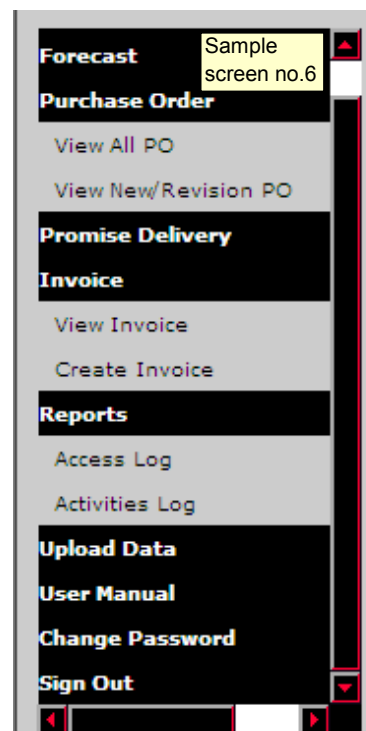 Forecast
Sample
screen no.6
Purchase Order
View All PO
View New/Revision PO
Promise Delivery
Invoice
View Invoice
Create Invoice
Reports
Access Log
Activities Log
Upload Data
User Manual
Change Password
Sign Out